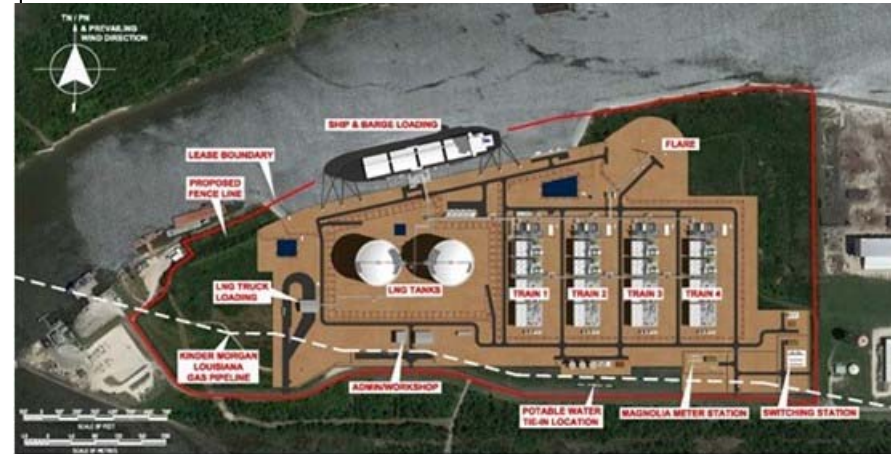 TN / PN
& PREVAILING
WIND DIRECTION
SHIP & BARGE LOADING
FLARE
LEASE BOUNDARY
PROPOSED
FENCE LINE
LNG TRUCK
LOADING
LNG TANKS
TRAIN 1
TRAIN 2
TRAIN 3
TRAIN 4
KINDER MORGAN
LOUISIANA
GAS PIPELINE
ADMIN/WORKSHOP
POTABLE WATER
TIE-IN LOCATION
MAGNOLIA METER STATION
SWITCHING STATION
SCALE OF FEET
SCALE OF METRES